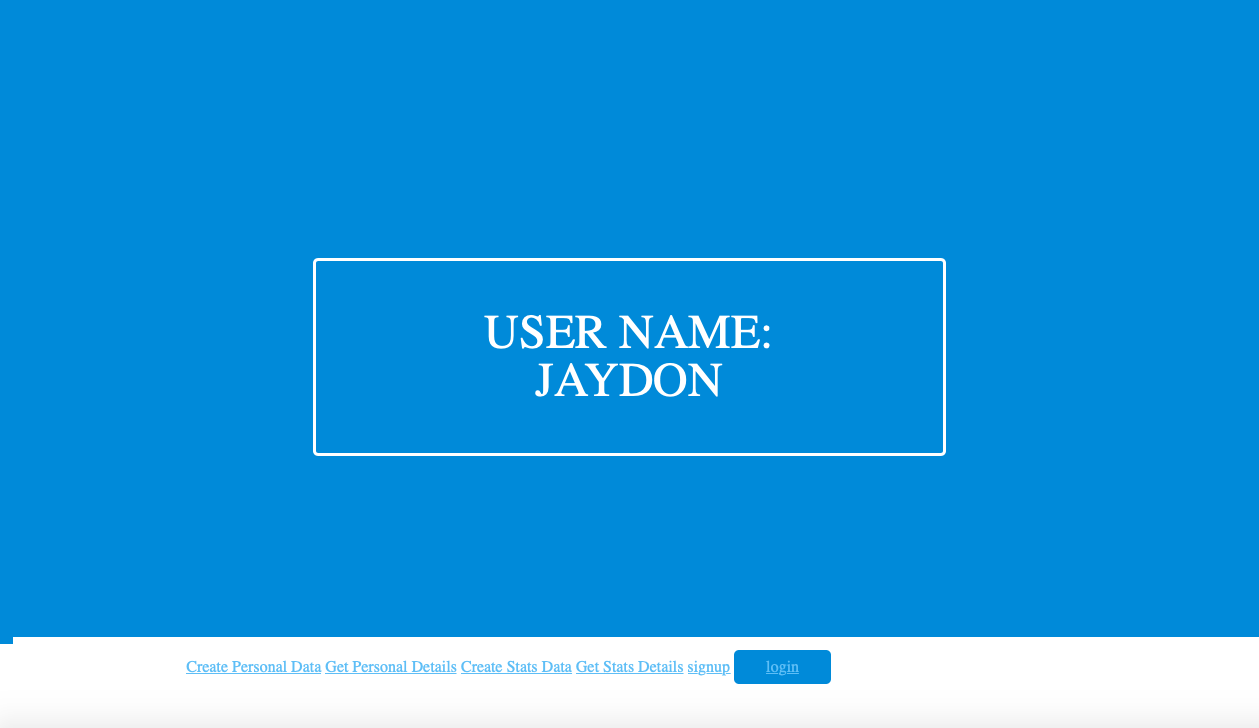 USER NAME:
JAYDON
Create Personal Data Get Personal Details Create Stats Data Get Stats Details signup login